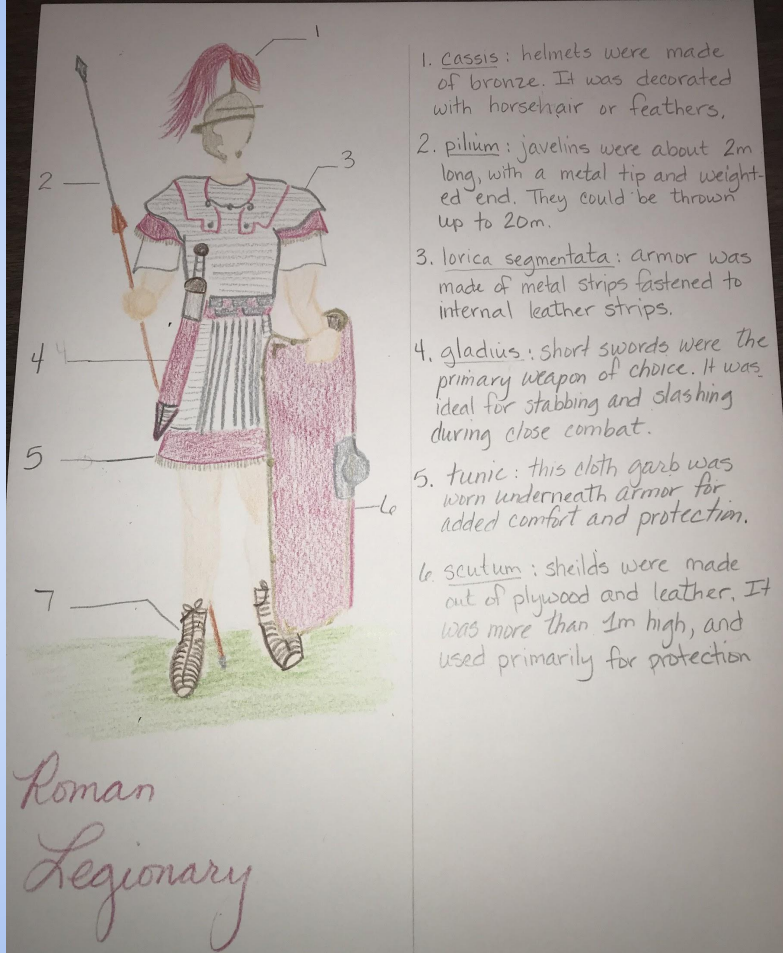 1
2
3
4
5
6
7
Roman
Legionary
1. cassis: helmets were made
of bronze. It was decorated
with horsehair or feathers.
2. pilium: javelins were about 2m
long, with a metal tip and weight-
ed end. They could be thrown
up to 20m.
3. lorica segmentata: armor was
made of metal strips fastened to
internal leather strips.
4. gladius: short swords were the
primary weapon of choice. It was
ideal for stabbing and slashing
during close combat.
5. tunic: this cloth garb was
worn underneath armor for
added comfort and protection.
6. scutum: sheilds were made
out of plywood and leather. It
was more than 1m high, and
used primarily for protection